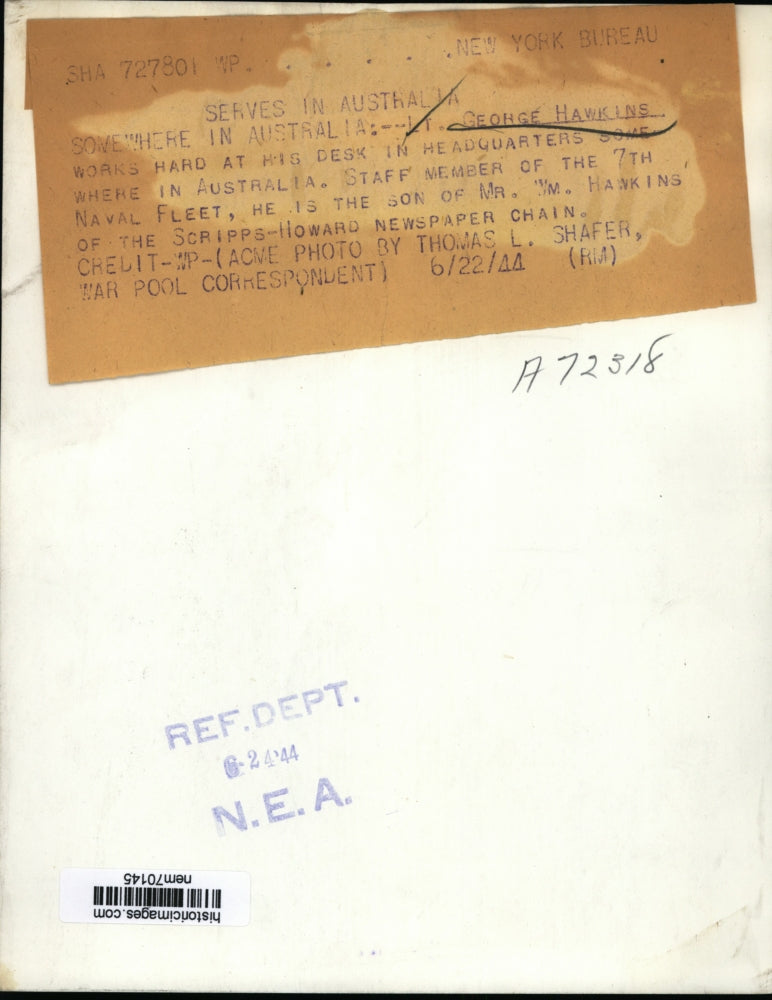 SHA 727801 WP. . . . . . .NEW YORK BUREAU
SERVES IN AUSTRALIA
SOMEWHERE IN AUSTRALIA:--LT. GEORGE HAWKINS
WORKS HARD AT HIS DESK IN HEADQUARTERS SOME-
WHERE IN AUSTRALIA. STAFF MEMBER OF THE 7TH
NAVAL FLEET, HE IS THE SON OF MR. WM. HAWKINS,
OF THE SCRIPPS-HOWARD NEWSPAPER CHAIN.
CREDIT-WP-(ACME PHOTO BY THOMAS L. SHAFER,
WAR POOL CORRESPONDENT) 6/22/44 (RM)
A72318
REF.DEPT.
6-24'44
N.E.A.
historicimages.com
nem70145